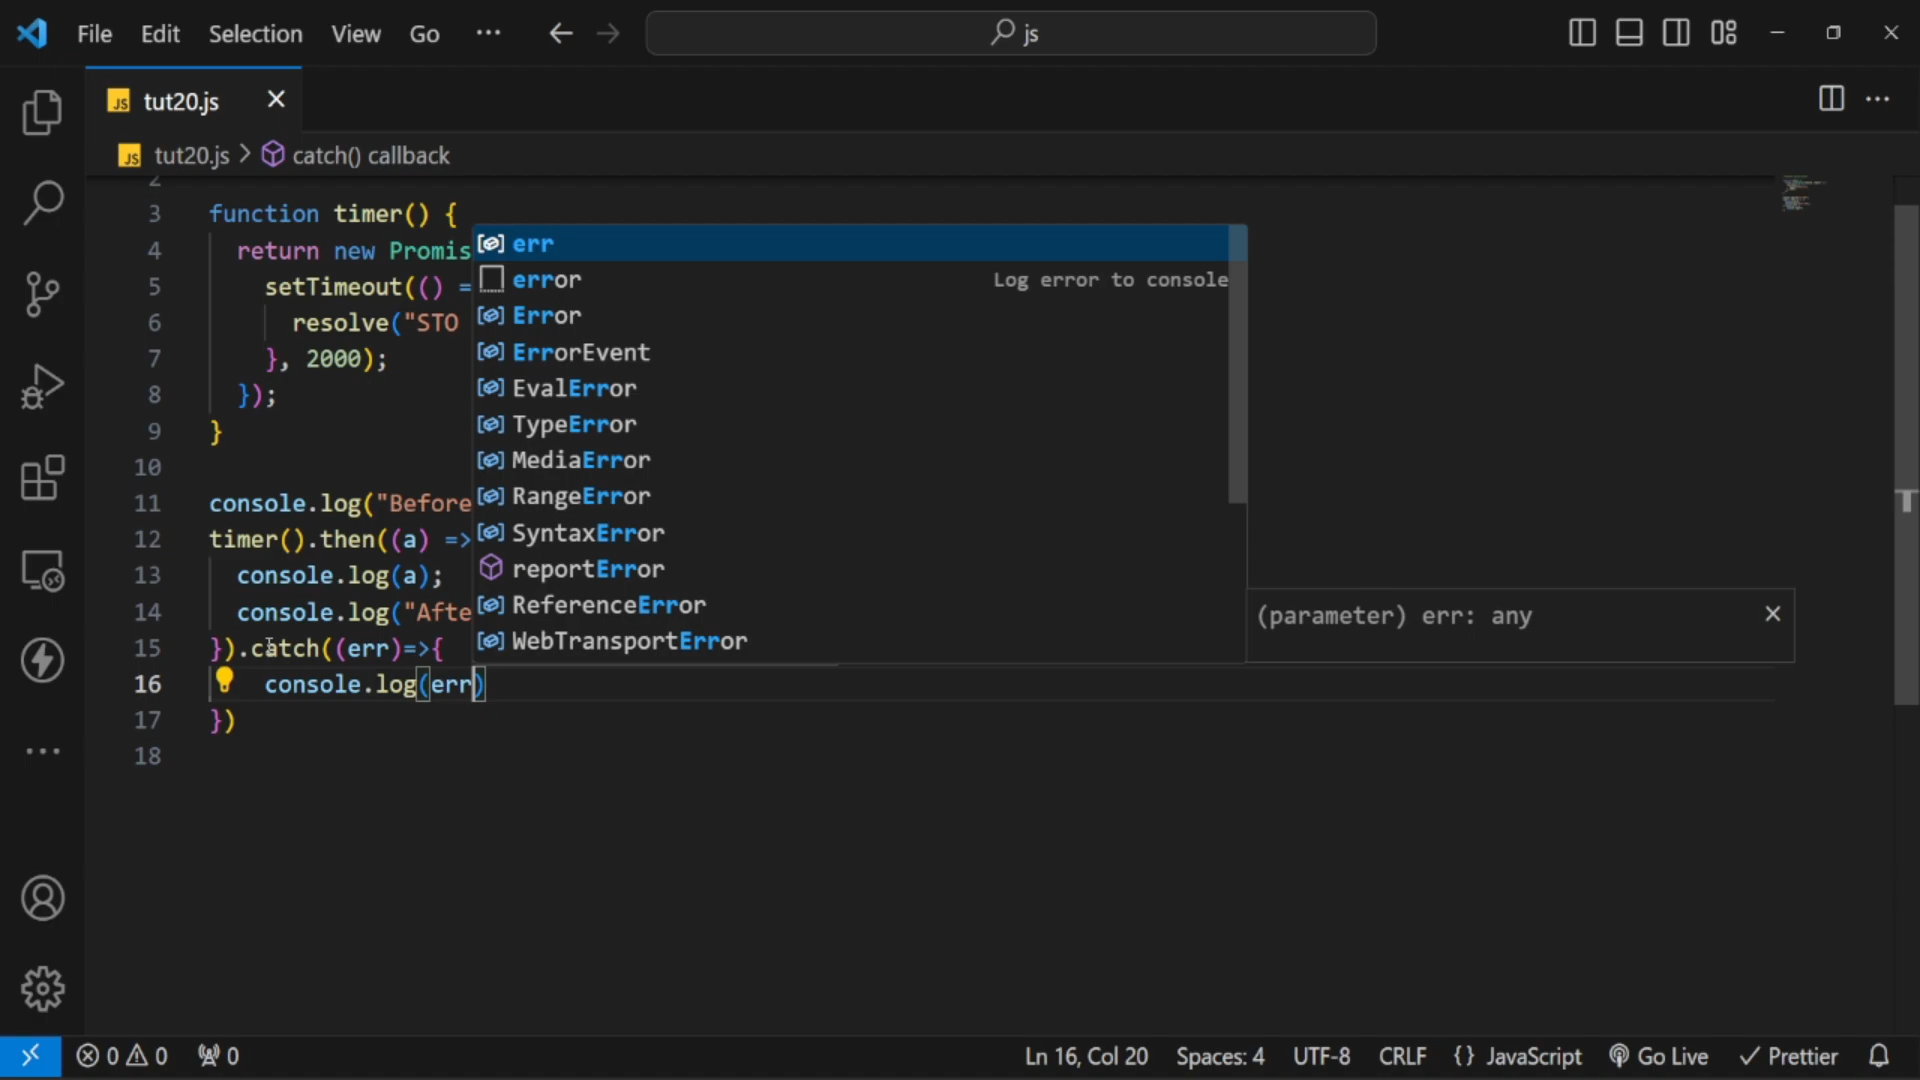 File Edit Selection View Go ··· js
JS tut20.js
JS tut20.js > catch() callback
2
3 function timer() {
4 return new Promis
5 setTimeout(() =
6 resolve("STO
7 }, 2000);
8 });
9 }
10
11 console.log("Before
12 timer().then((a) =>
13 console.log(a);
14 console.log("Afte
15 }).catch((err)=>{
16 console.log(err)
17 })
18
err
error Log error to console
Error
ErrorEvent
EvalError
TypeError
MediaError
RangeError
SyntaxError
reportError
ReferenceError
WebTransportError
(parameter) err: any
0 0 0 Ln 16, Col 20 Spaces: 4 UTF-8 CRLF {} JavaScript Go Live ✓ Prettier